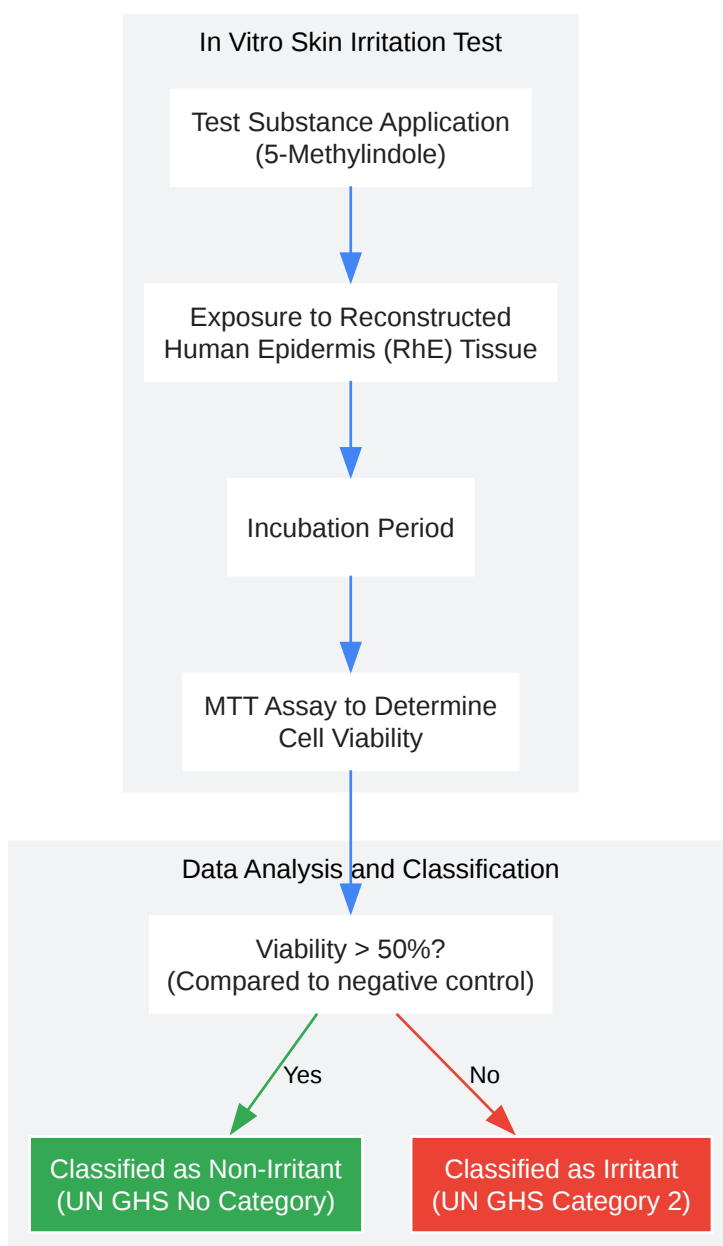 In Vitro Skin Irritation Test
Test Substance Application
(5-Methylindole)
Exposure to Reconstructed
Human Epidermis (RhE) Tissue
Incubation Period
MTT Assay to Determine
Cell Viability
Data Analysis and Classification
Viability > 50%?
(Compared to negative control)
Yes
No
Classified as Non-Irritant
(UN GHS No Category)
Classified as Irritant
(UN GHS Category 2)